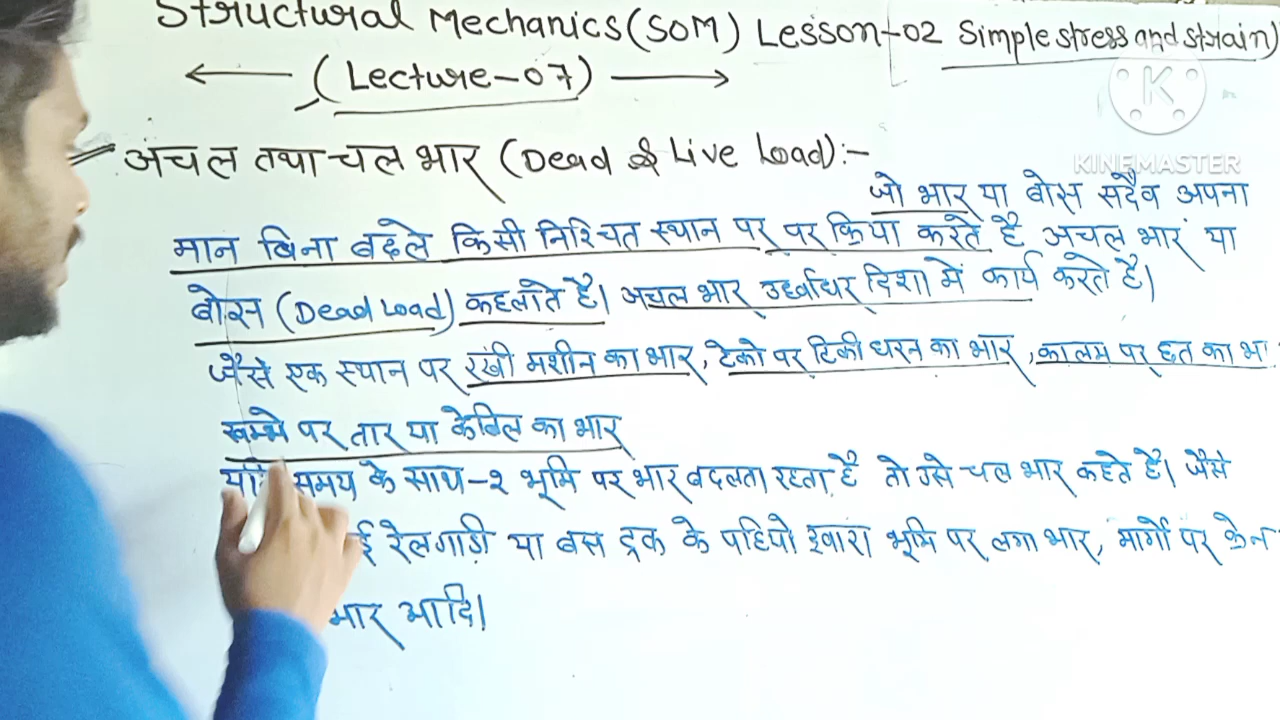 Structural Mechanics (SOM) Lesson-02 Simple stress and strain)
(Lecture-07)
KINEMASTER
अचल तथा चल भार (Dead & Live Load):-
जो भार या बोझ सदैव अपना
मान बिना बदले किसी निश्चित स्थान पर पर क्रिया करते है अचल भार या
बोझ (Dead Load) कहलाते है। अचल भार उर्ध्वाधर दिशा में कार्य करते है।
जैसे एक स्थान पर रखी मशीन का भार, टेको पर टिकी धरन का भार, कालम पर छत का
खम्भे पर तार या केबिल का भार
समय के साथ-२ भूमि पर भार बदलता रहता है तो उसे चल भार कहते है। जैसे
रेलगाडी या बस ट्रक के पहियो द्वारा भूमि पर लगा भार, मार्गो पर
भार आदि।